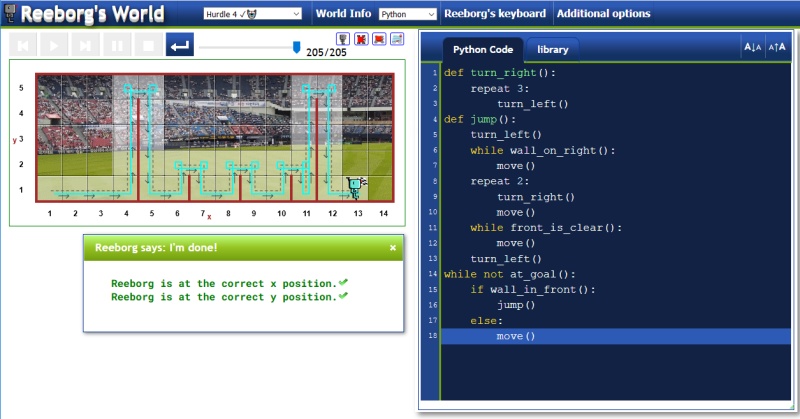 Reeborg's World
Hurdle 4 ✓
World Info
Python
Reeborg's keyboard
Additional options
205/205
5
4
y 3
2
1
1 2 3 4 5 6 7 8 9 10 11 12 13 14
x
Reeborg says: I'm done! ×
Reeborg is at the correct x position.✓
Reeborg is at the correct y position.✓
Python Code
library
A↓A A↑A
1 def turn_right():
2 repeat 3:
3 turn_left()
4 def jump():
5 turn_left()
6 while wall_on_right():
7 move()
8 repeat 2:
9 turn_right()
10 move()
11 while front_is_clear():
12 move()
13 turn_left()
14 while not at_goal():
15 if wall_in_front():
16 jump()
17 else:
18 move()